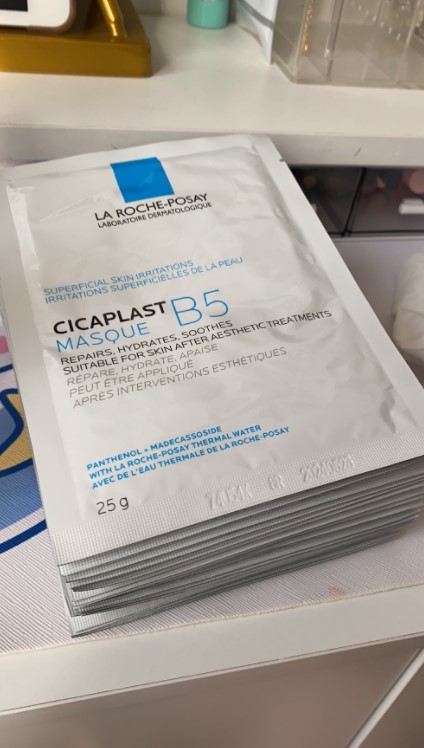 LA ROCHE-POSAY
LABORATOIRE DERMATOLOGIQUE
SUPERFICIAL SKIN IRRITATIONS
IRRITATIONS SUPERFICIELLES DE LA PEAU
CICAPLAST B5
MASQUE
REPAIRS, HYDRATES, SOOTHES
SUITABLE FOR SKIN AFTER AESTHETIC TREATMENTS
RÉPARE, HYDRATE, APAISE
PEUT ÊTRE APPLIQUÉ
APRÈS INTERVENTIONS ESTHÉTIQUES
PANTHENOL + MADECASSOSIDE
WITH LA ROCHE-POSAY THERMAL WATER
AVEC DE L'EAU THERMALE DE LA ROCHE-POSAY
25 g